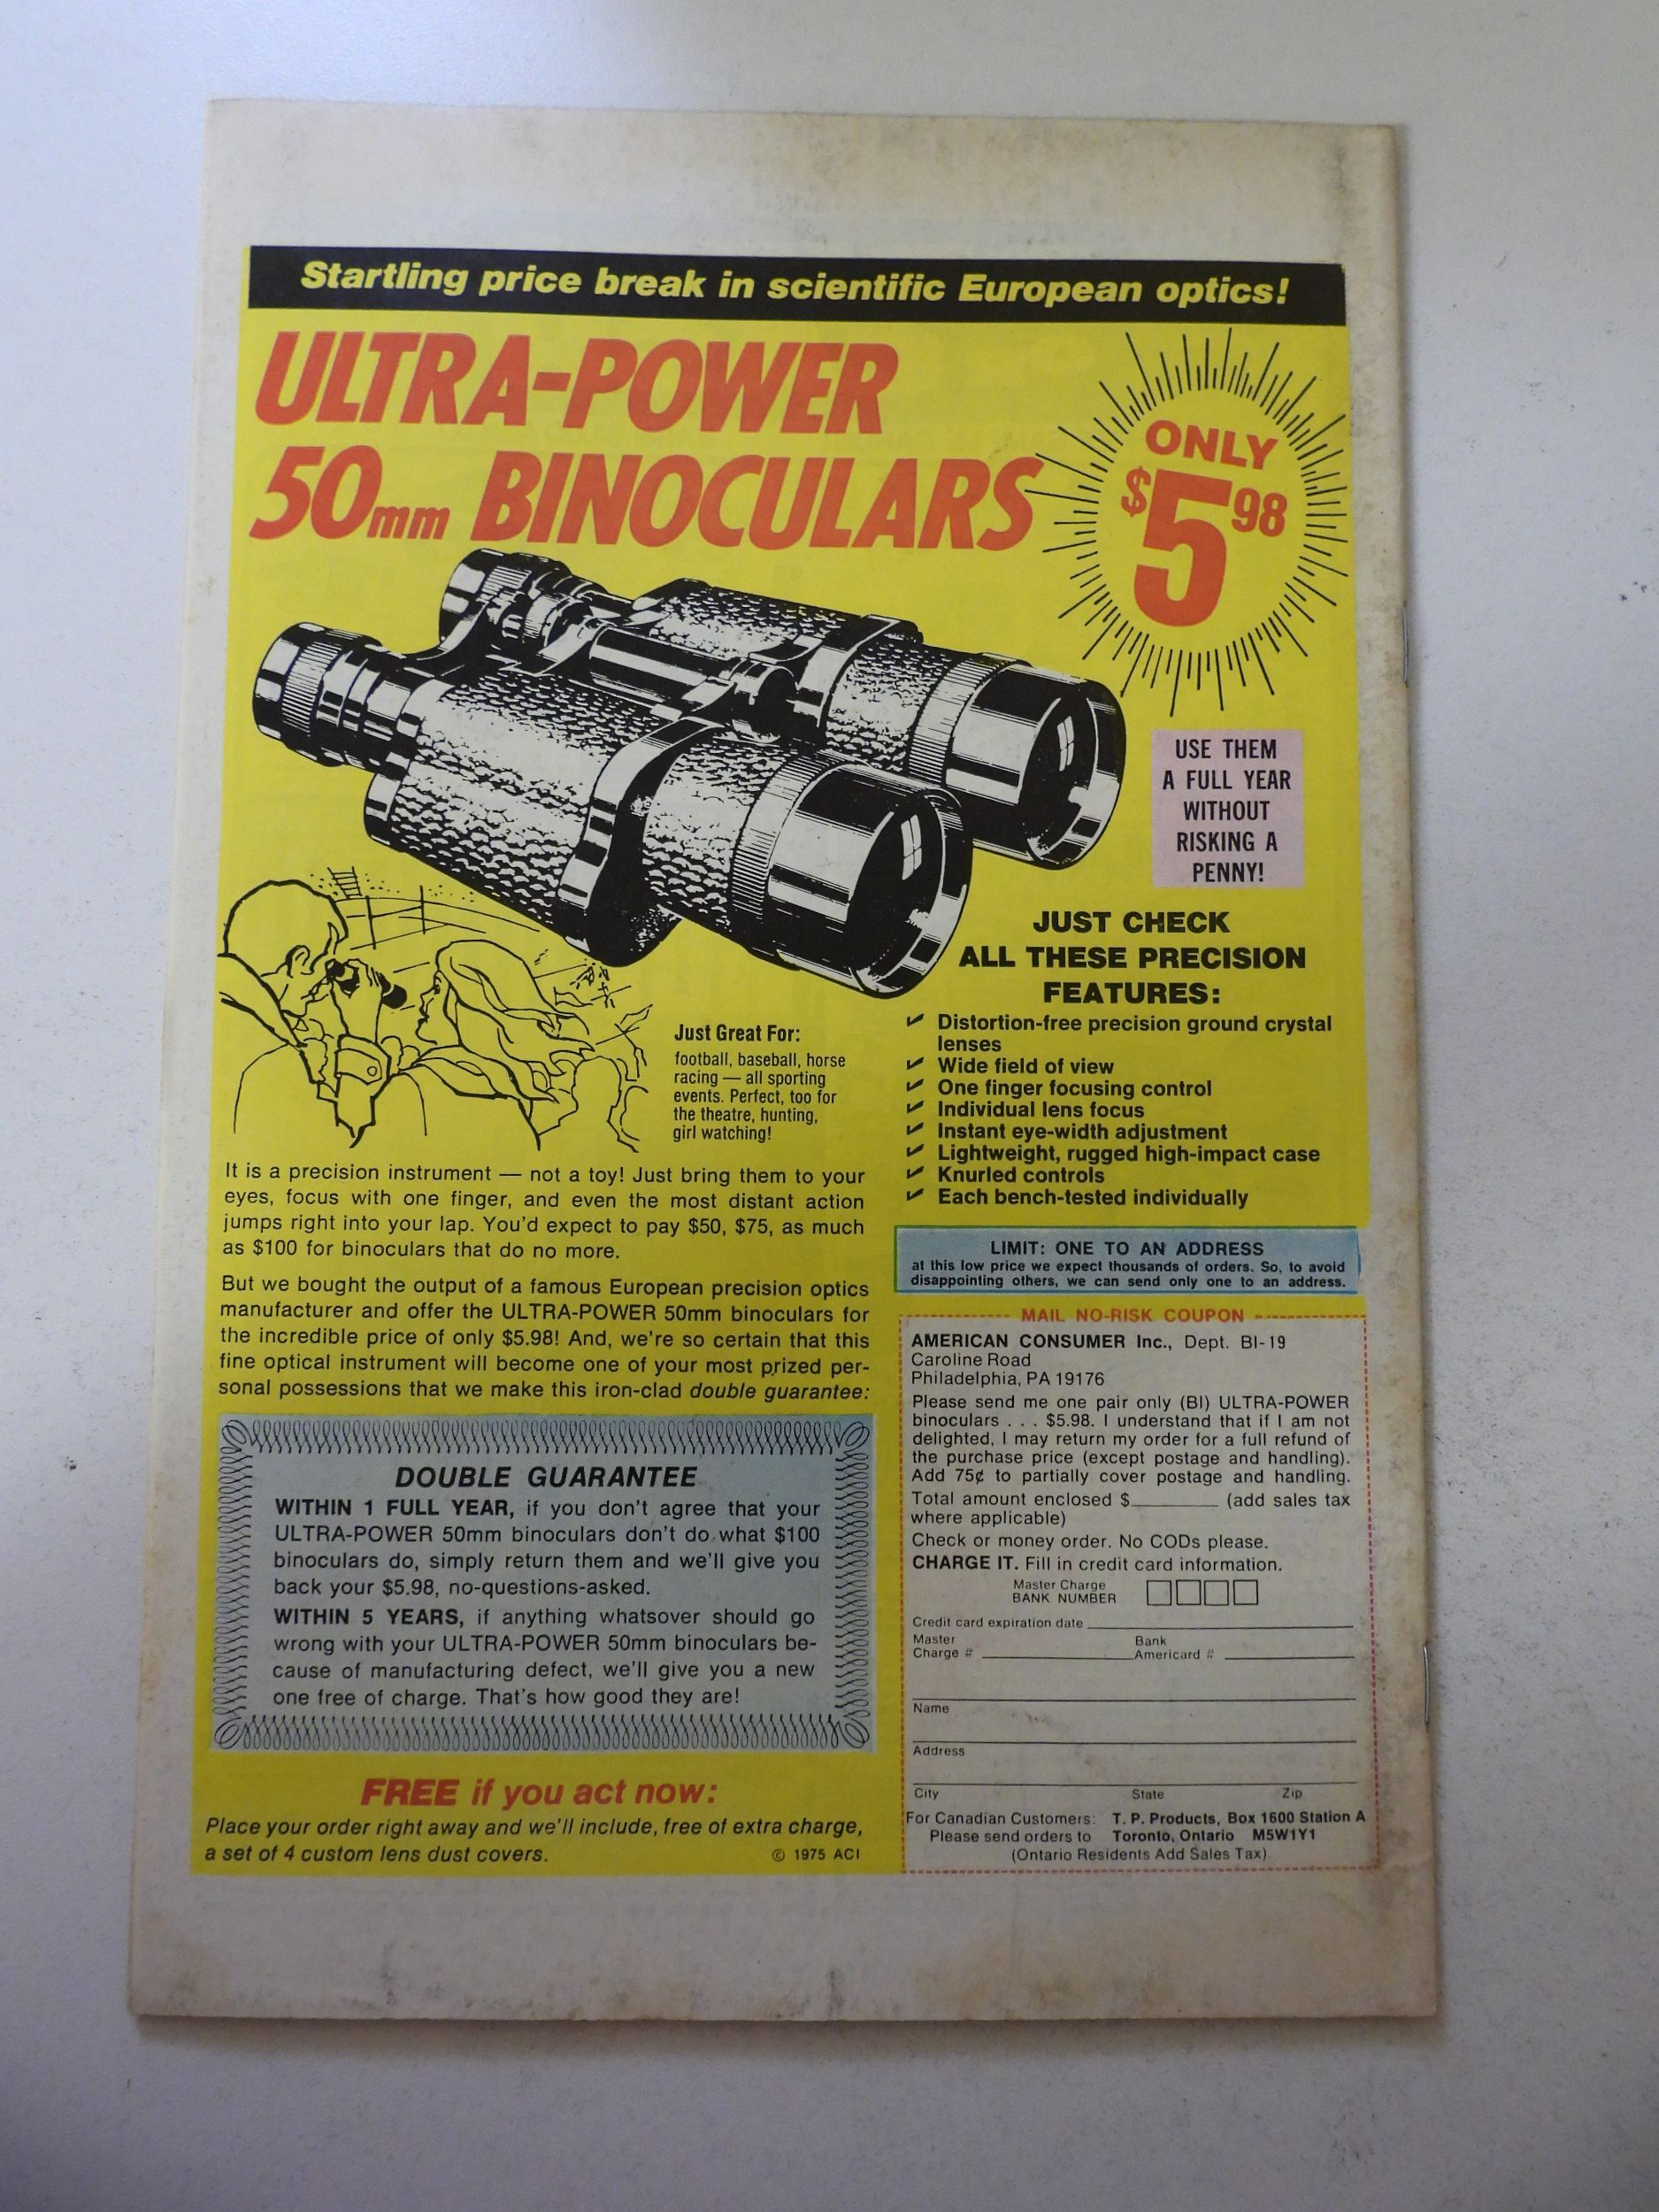 Startling price break in scientific European optics!
ULTRA-POWER
50mm BINOCULARS
ONLY
$5 98
USE THEM
A FULL YEAR
WITHOUT
RISKING A
PENNY!
JUST CHECK
ALL THESE PRECISION
FEATURES:
✔ Distortion-free precision ground crystal
lenses
✔ Wide field of view
✔ One finger focusing control
✔ Individual lens focus
✔ Instant eye-width adjustment
✔ Lightweight, rugged high-impact case
✔ Knurled controls
✔ Each bench-tested individually
Just Great For:
football, baseball, horse
racing — all sporting
events. Perfect, too for
the theatre, hunting,
girl watching!
It is a precision instrument — not a toy! Just bring them to your
eyes, focus with one finger, and even the most distant action
jumps right into your lap. You'd expect to pay $50, $75, as much
as $100 for binoculars that do no more.
But we bought the output of a famous European precision optics
manufacturer and offer the ULTRA-POWER 50mm binoculars for
the incredible price of only $5.98! And, we're so certain that this
fine optical instrument will become one of your most prized per-
sonal possessions that we make this iron-clad double guarantee:
DOUBLE GUARANTEE
WITHIN 1 FULL YEAR, if you don't agree that your
ULTRA-POWER 50mm binoculars don't do what $100
binoculars do, simply return them and we'll give you
back your $5.98, no-questions-asked.
WITHIN 5 YEARS, if anything whatsover should go
wrong with your ULTRA-POWER 50mm binoculars be-
cause of manufacturing defect, we'll give you a new
one free of charge. That's how good they are!
FREE if you act now:
Place your order right away and we'll include, free of extra charge,
a set of 4 custom lens dust covers.
© 1975 ACI
LIMIT: ONE TO AN ADDRESS
at this low price we expect thousands of orders. So, to avoid
disappointing others, we can send only one to an address.
MAIL NO-RISK COUPON
AMERICAN CONSUMER Inc., Dept. BI-19
Caroline Road
Philadelphia, PA 19176
Please send me one pair only (BI) ULTRA-POWER
binoculars . . . $5.98. I understand that if I am not
delighted, I may return my order for a full refund of
the purchase price (except postage and handling).
Add 75¢ to partially cover postage and handling.
Total amount enclosed $________ (add sales tax
where applicable)
Check or money order. No CODs please.
CHARGE IT. Fill in credit card information.
Master Charge
BANK NUMBER
Credit card expiration date
Master Bank
Charge # Americard #
Name
Address
City State Zip
For Canadian Customers: T. P. Products, Box 1600 Station A
Please send orders to Toronto, Ontario M5W1Y1
(Ontario Residents Add Sales Tax)